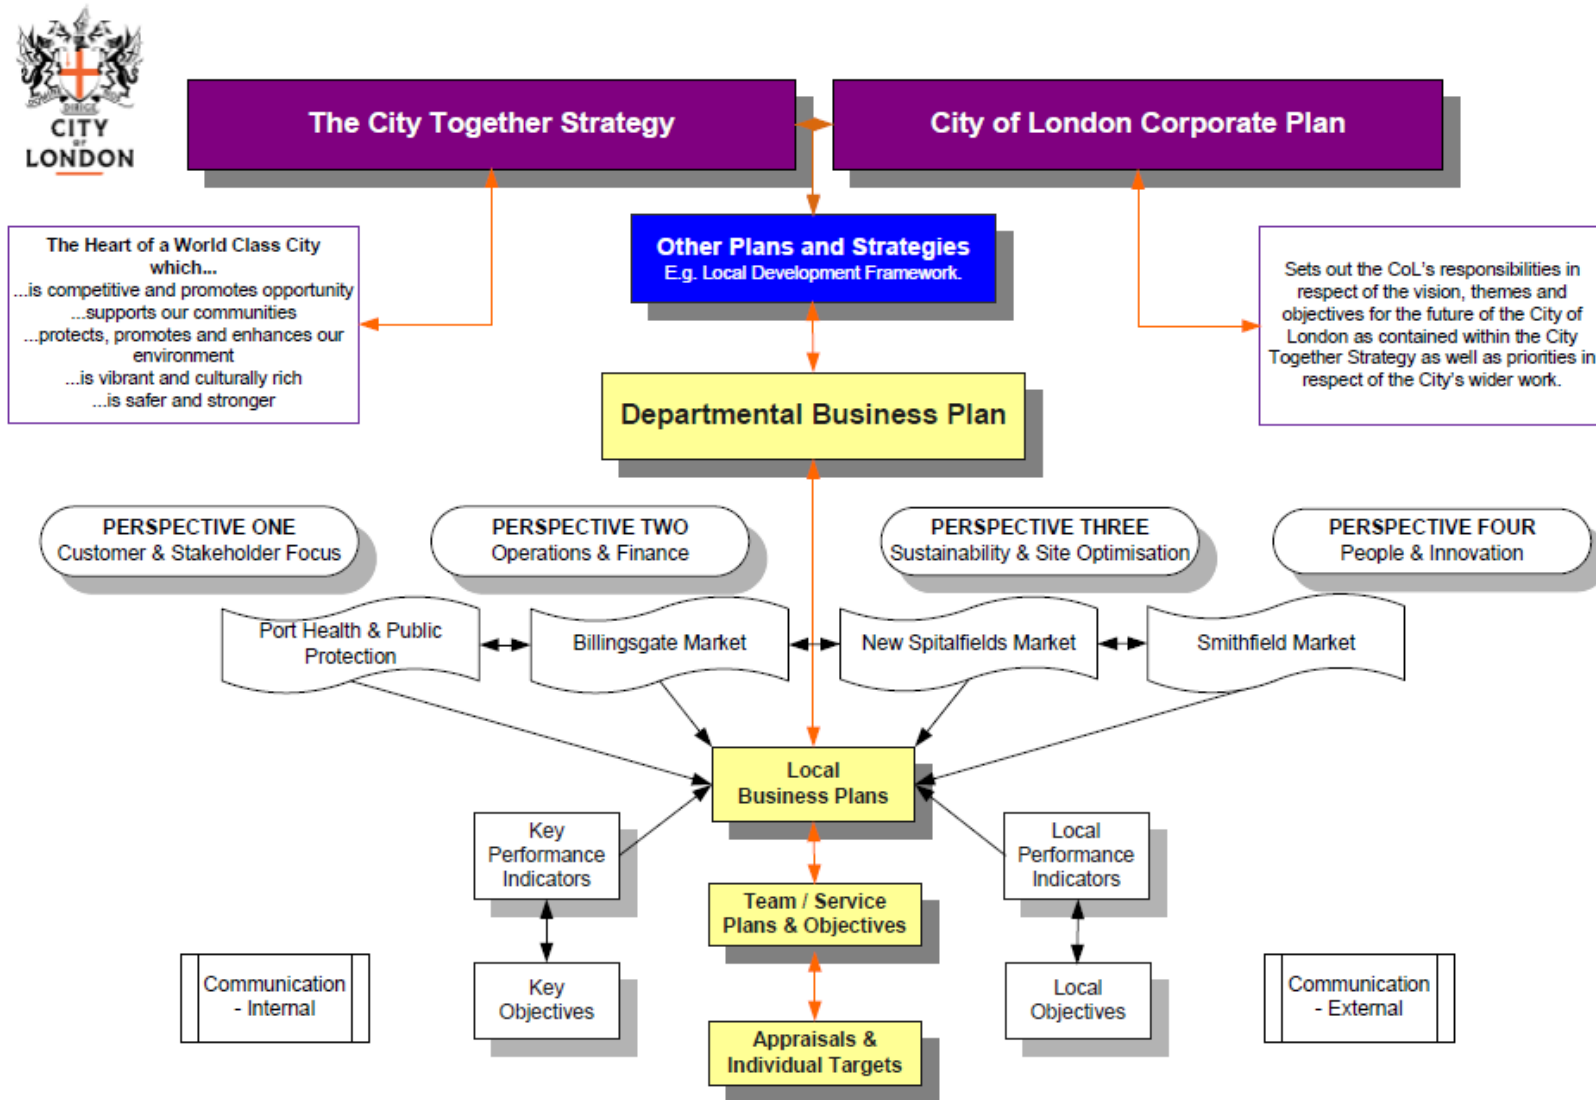 DOMINE DIRIGE NOS
CITY
OF
LONDON
The City Together Strategy
City of London Corporate Plan
Other Plans and Strategies
E.g. Local Development Framework.
The Heart of a World Class City
which...
...is competitive and promotes opportunity
...supports our communities
...protects, promotes and enhances our
environment
...is vibrant and culturally rich
...is safer and stronger
Sets out the CoL's responsibilities in
respect of the vision, themes and
objectives for the future of the City of
London as contained within the City
Together Strategy as well as priorities in
respect of the City's wider work.
Departmental Business Plan
PERSPECTIVE ONE
Customer & Stakeholder Focus
PERSPECTIVE TWO
Operations & Finance
PERSPECTIVE THREE
Sustainability & Site Optimisation
PERSPECTIVE FOUR
People & Innovation
Port Health & Public
Protection
Billingsgate Market
New Spitalfields Market
Smithfield Market
Local
Business Plans
Key
Performance
Indicators
Local
Performance
Indicators
Team / Service
Plans & Objectives
Communication
- Internal
Key
Objectives
Local
Objectives
Communication
- External
Appraisals &
Individual Targets